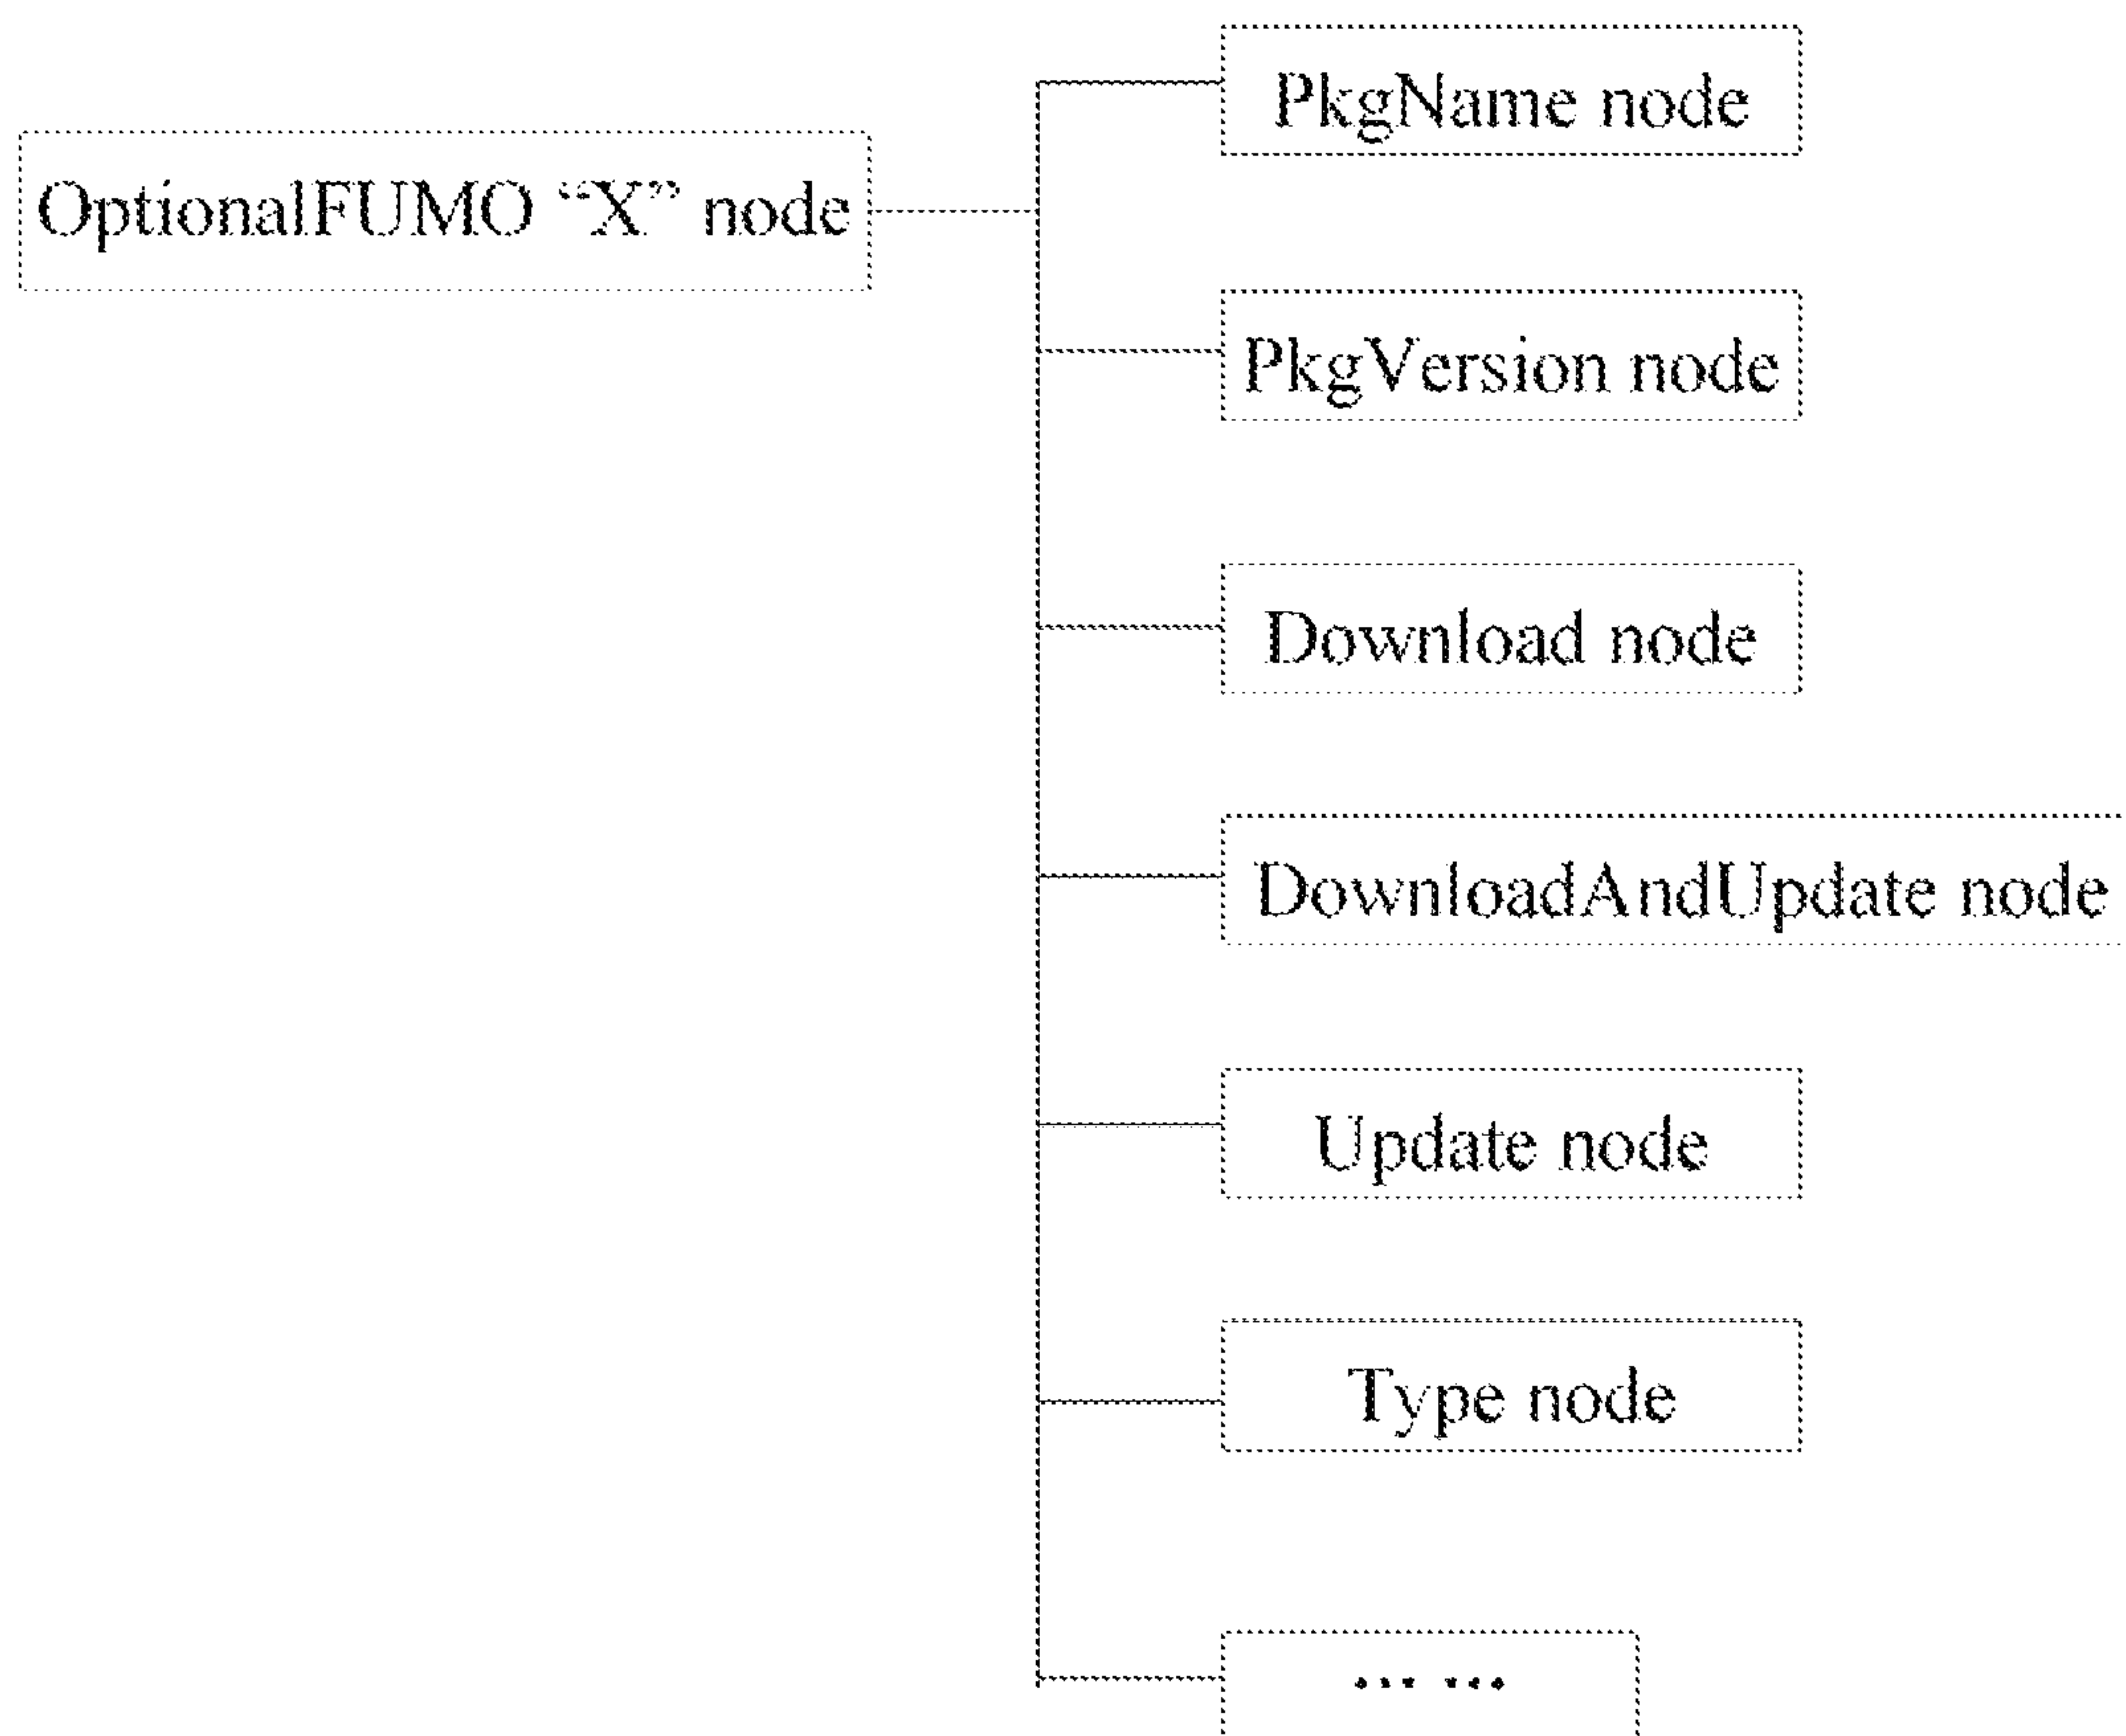 PkgName node
OptionalFUMO “X” node
PkgVersion node
Download node
DownloadAndUpdate node
Update node
Type node
... ...